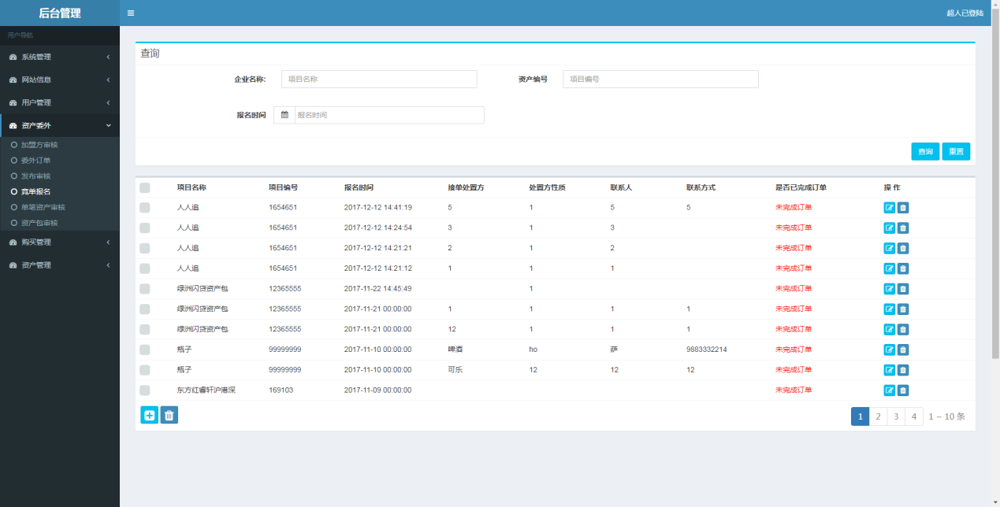 后台管理
超人已登陆
用户导航
系统管理
网站信息
用户管理
资产委外
加盟方审核
委外订单
发布审核
竞单报名
单笔资产审核
资产包审核
购买管理
资产管理
查询
企业名称: 项目名称 资产编号 项目编号
报名时间 报名时间
查询 重置
项目名称 项目编号 报名时间 接单处置方 处置方性质 联系人 联系方式 是否已完成订单 操 作
人人追 1654651 2017-12-12 14:41:19 5 1 5 5 未完成订单
人人追 1654651 2017-12-12 14:24:54 3 1 3 未完成订单
人人追 1654651 2017-12-12 14:21:21 2 1 2 未完成订单
人人追 1654651 2017-12-12 14:21:12 1 1 1 未完成订单
绿洲闪贷资产包 12365555 2017-11-22 14:45:49 1 未完成订单
绿洲闪贷资产包 12365555 2017-11-21 00:00:00 1 1 1 1 未完成订单
绿洲闪贷资产包 12365555 2017-11-21 00:00:00 12 1 1 1 未完成订单
瓶子 99999999 2017-11-10 00:00:00 啤酒 ho 萨 9883332214 未完成订单
瓶子 99999999 2017-11-10 00:00:00 可乐 12 12 12 未完成订单
东方红睿轩沪港深 169103 2017-11-09 00:00:00 未完成订单
1 2 3 4 1 ~ 10 条